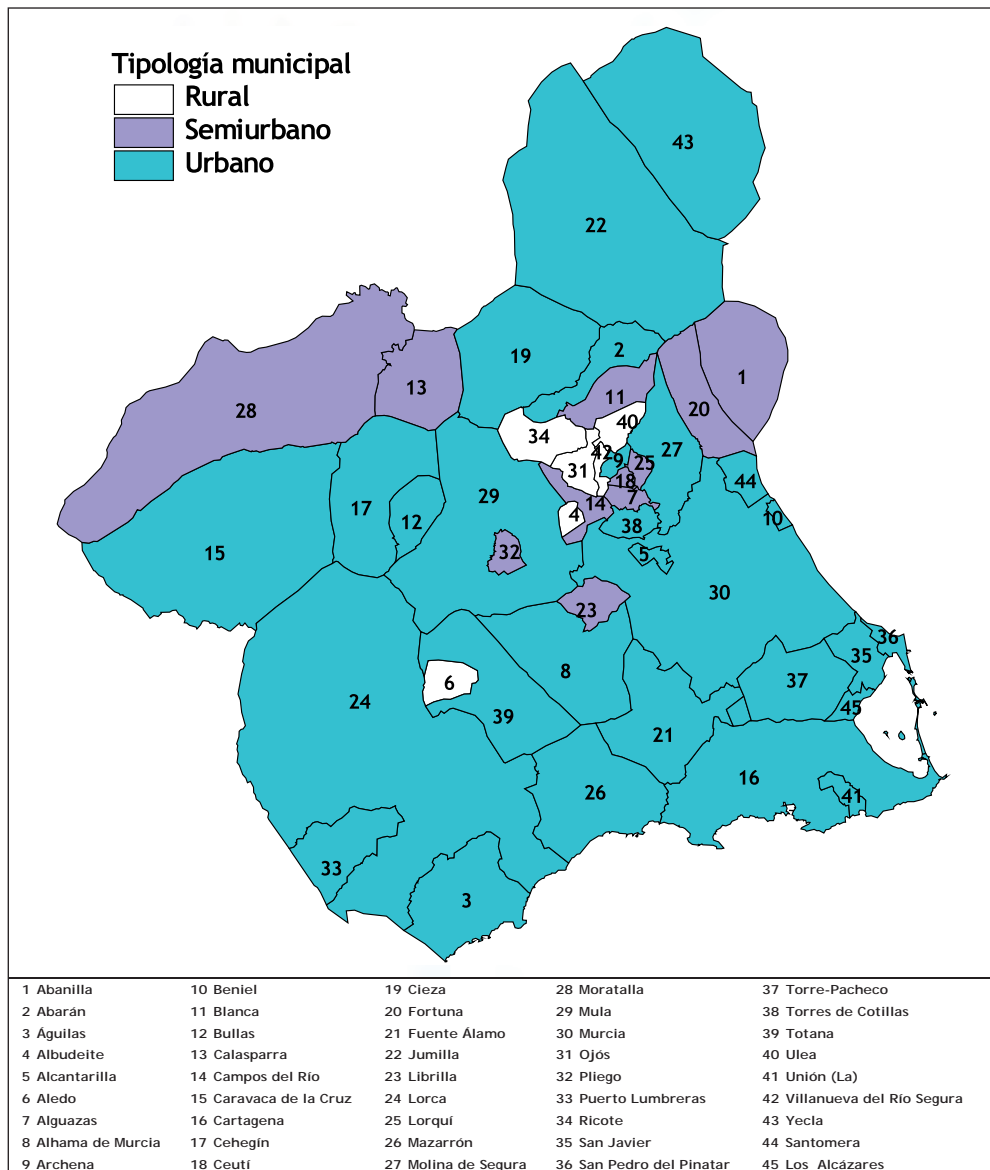 Tipología municipal
Rural
Semiurbano
Urbano
43
22
19
2
1
13
11
20
28
40
34
42
27
9
25
31
18
44
29
7
17
14
12
4
10
38
15
32
5
30
23
36
35
8
37
6
24
45
39
21
16
26
41
33
3
1 Abanilla
2 Abarán
3 Águilas
4 Albudeite
5 Alcantarilla
6 Aledo
7 Alguazas
8 Alhama de Murcia
9 Archena
10 Beniel
11 Blanca
12 Bullas
13 Calasparra
14 Campos del Río
15 Caravaca de la Cruz
16 Cartagena
17 Cehegín
18 Ceutí
19 Cieza
20 Fortuna
21 Fuente Álamo
22 Jumilla
23 Librilla
24 Lorca
25 Lorquí
26 Mazarrón
27 Molina de Segura
28 Moratalla
29 Mula
30 Murcia
31 Ojós
32 Pliego
33 Puerto Lumbreras
34 Ricote
35 San Javier
36 San Pedro del Pinatar
37 Torre-Pacheco
38 Torres de Cotillas
39 Totana
40 Ulea
41 Unión (La)
42 Villanueva del Río Segura
43 Yecla
44 Santomera
45 Los Alcázares